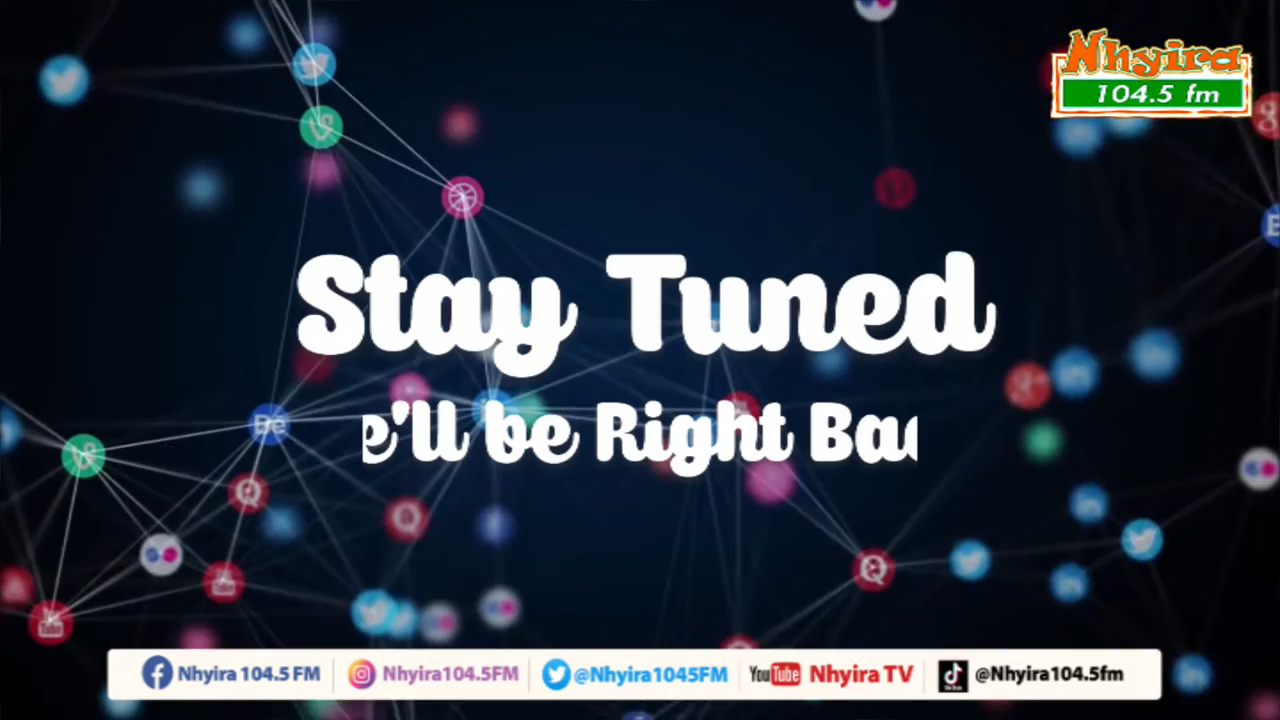 Nhyira
104.5 fm
Stay Tuned
e'll be Right Ba
Nhyira 104.5 FM Nhyira104.5FM @Nhyira1045FM YouTube Nhyira TV @Nhyira104.5fm